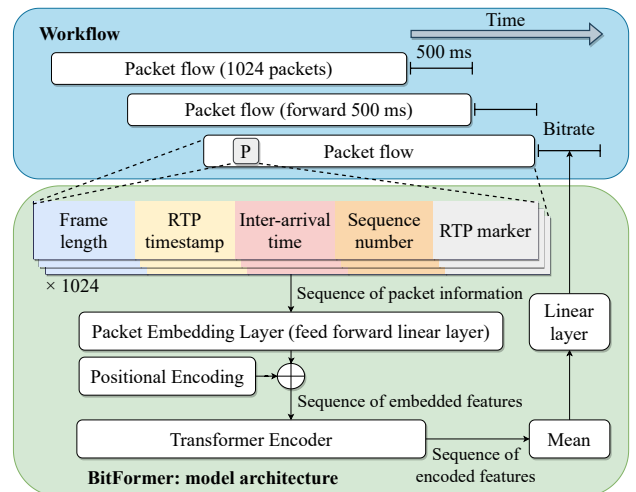 Workflow
Time
500 ms
Packet flow (1024 packets)
Packet flow (forward 500 ms)
Bitrate
P
Packet flow
Frame
length
RTP
timestamp
Inter-arrival
time
Sequence
number
RTP marker
× 1024
Sequence of packet information
Packet Embedding Layer (feed forward linear layer)
Linear
layer
Positional Encoding
Sequence of embedded features
Transformer Encoder
Mean
Sequence of
encoded features
BitFormer: model architecture